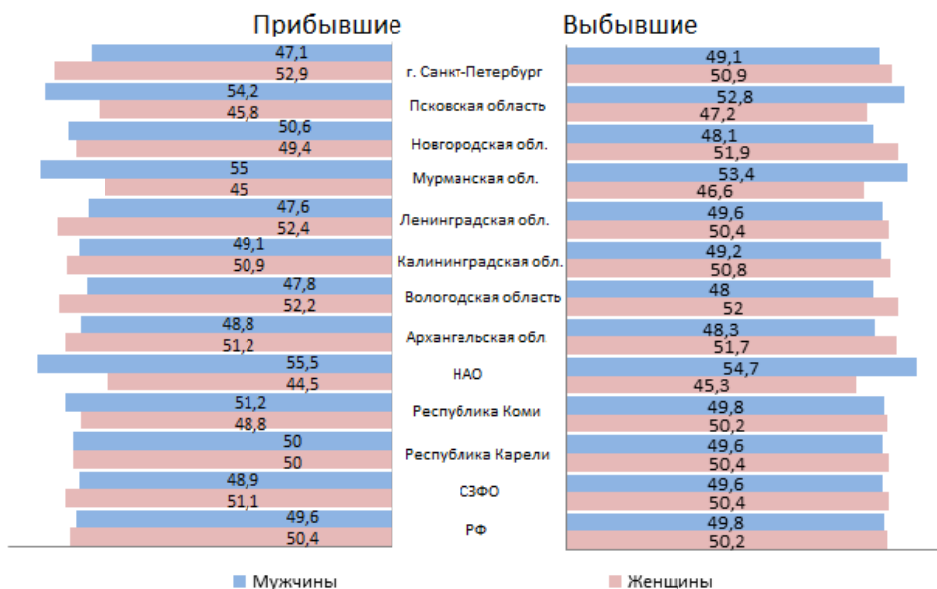 Прибывшие Выбывшие
47,1 49,1
52,9 г. Санкт-Петербург 50,9
54,2 52,8
45,8 Псковская область 47,2
50,6 48,1
49,4 Новгородская обл. 51,9
55 53,4
45 Мурманская обл. 46,6
47,6 49,6
52,4 Ленинградская обл. 50,4
49,1 49,2
50,9 Калининградская обл. 50,8
47,8 48
52,2 Вологодская область 52
48,8 48,3
51,2 Архангельская обл 51,7
55,5 54,7
44,5 НАО 45,3
51,2 49,8
48,8 Республика Коми 50,2
50 49,6
50 Республика Карели 50,4
48,9 49,6
51,1 СЗФО 50,4
49,6 49,8
50,4 РФ 50,2
Мужчины Женщины